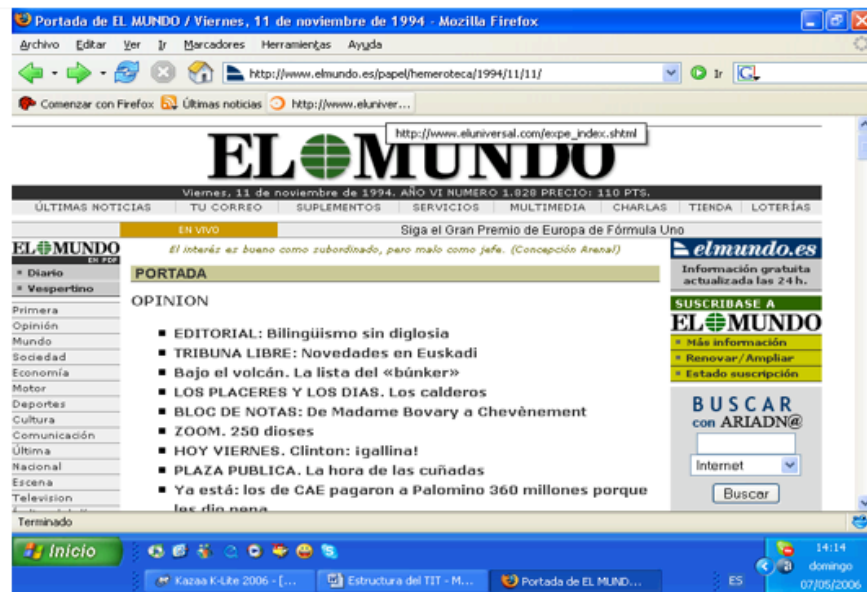 Portada de EL MUNDO / Viernes, 11 de noviembre de 1994 - Mozilla Firefox
Archivo Editar Ver Ir Marcadores Herramientas Ayuda
http://www.elmundo.es/papel/hemeroteca/1994/11/11/ Ir
Comenzar con Firefox Últimas noticias http://www.eluniver...
http://www.eluniversal.com/expe_index.shtml
EL MUNDO
Viernes, 11 de noviembre de 1994. AÑO VI NUMERO 1.828 PRECIO: 110 PTS.
ÚLTIMAS NOTICIAS TU CORREO SUPLEMENTOS SERVICIOS MULTIMEDIA CHARLAS TIENDA LOTERÍAS
EN VIVO Siga el Gran Premio de Europa de Fórmula Uno
EL MUNDO
EN PDF
Diario
Vespertino
Primera
Opinión
Mundo
Sociedad
Economía
Motor
Deportes
Cultura
Comunicación
Última
Nacional
Escena
Television
El interés es bueno como subordinado, pero malo como jefe. (Concepción Arenal)
PORTADA
OPINION
EDITORIAL: Bilingüismo sin diglosia
TRIBUNA LIBRE: Novedades en Euskadi
Bajo el volcán. La lista del «búnker»
LOS PLACERES Y LOS DIAS. Los calderos
BLOC DE NOTAS: De Madame Bovary a Chevènement
ZOOM. 250 dioses
HOY VIERNES. Clinton: ¡gallina!
PLAZA PUBLICA. La hora de las cuñadas
Ya está: los de CAE pagaron a Palomino 360 millones porque
les dio pena
elmundo.es
Información gratuita
actualizada las 24 h.
SUSCRIBASE A
EL MUNDO
Más información
Renovar/Ampliar
Estado suscripción
BUSCAR
con ARIADN@
Internet
Buscar
Terminado
Inicio
Kazaa K-Lite 2006 - [...
Estructura del TIT - M...
Portada de EL MUND...
ES
14:14
domingo
07/05/2006